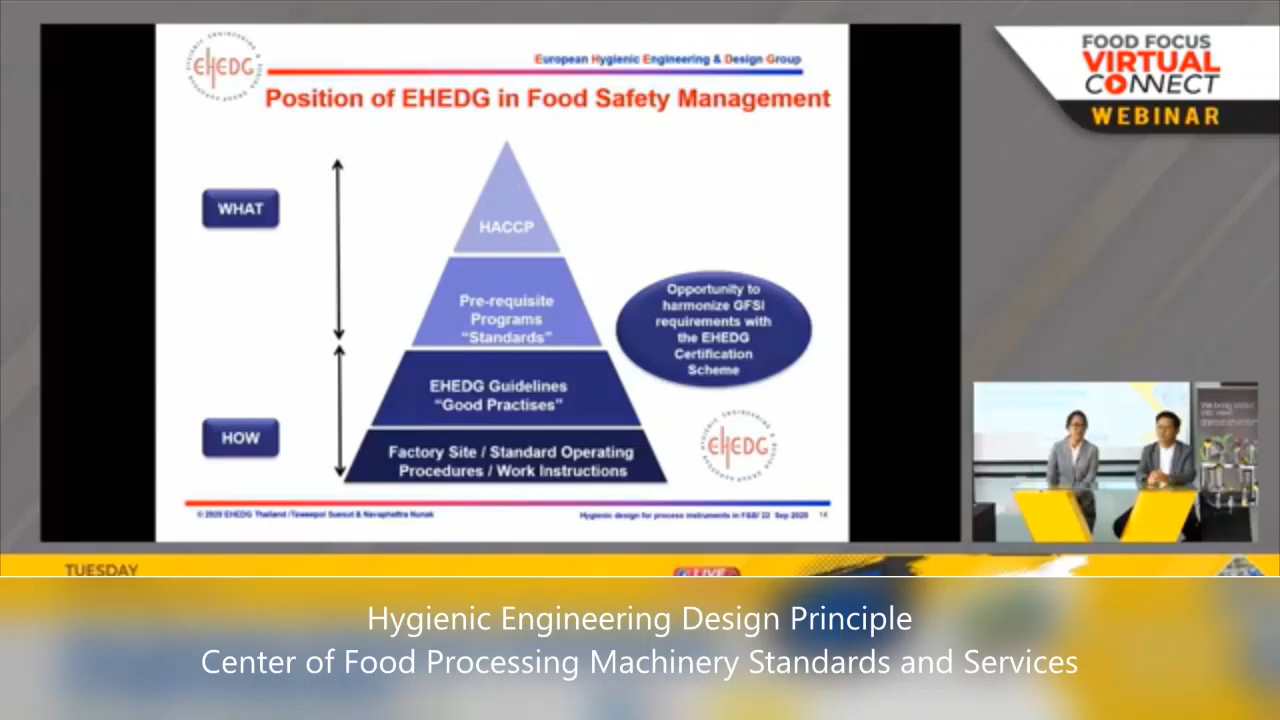 EHEDG
European Hygienic Engineering & Design Group
Position of EHEDG in Food Safety Management
WHAT
HACCP
Pre-requisite
Programs
“Standards”
Opportunity to
harmonize GFSI
requirements with
the EHEDG
Certification
Scheme
EHEDG Guidelines
“Good Practises”
HOW
Factory Site / Standard Operating
Procedures / Work Instructions
EHEDG
© 2020 EHEDG Thailand /Taweepol Suesut & Navaphattra Nunak
Hygienic design for process instruments in F&B/ 22 Sep 2020 14
FOOD FOCUS
VIRTUAL
CONNECT
WEBINAR
TUESDAY
LIVE
Hygienic Engineering Design Principle
Center of Food Processing Machinery Standards and Services